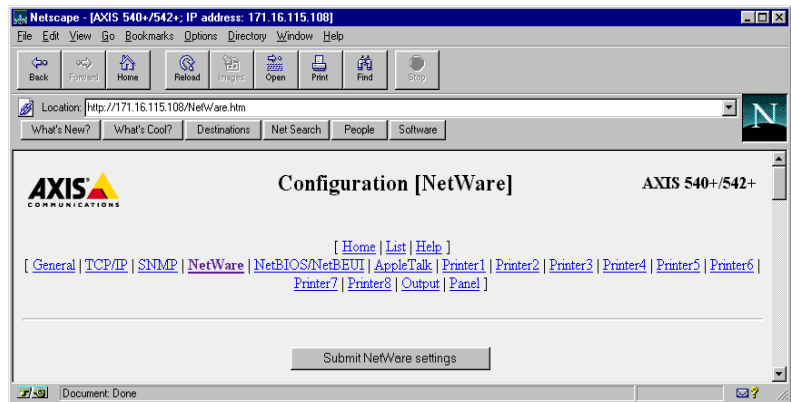 Netscape - [AXIS 540+/542+; IP address: 171.16.115.108]
File Edit View Go Bookmarks Options Directory Window Help
Back Forward Home Reload Images Open Print Find Stop
Location: http://171.16.115.108/NetWare.htm
What's New? What's Cool? Destinations Net Search People Software
N
AXIS COMMUNICATIONS
Configuration [NetWare]
AXIS 540+/542+
[ Home | List | Help ]
[ General | TCP/IP | SNMP | NetWare | NetBIOS/NetBEUI | AppleTalk | Printer1 | Printer2 | Printer3 | Printer4 | Printer5 | Printer6 |
Printer7 | Printer8 | Output | Panel ]
Submit NetWare settings
Document: Done